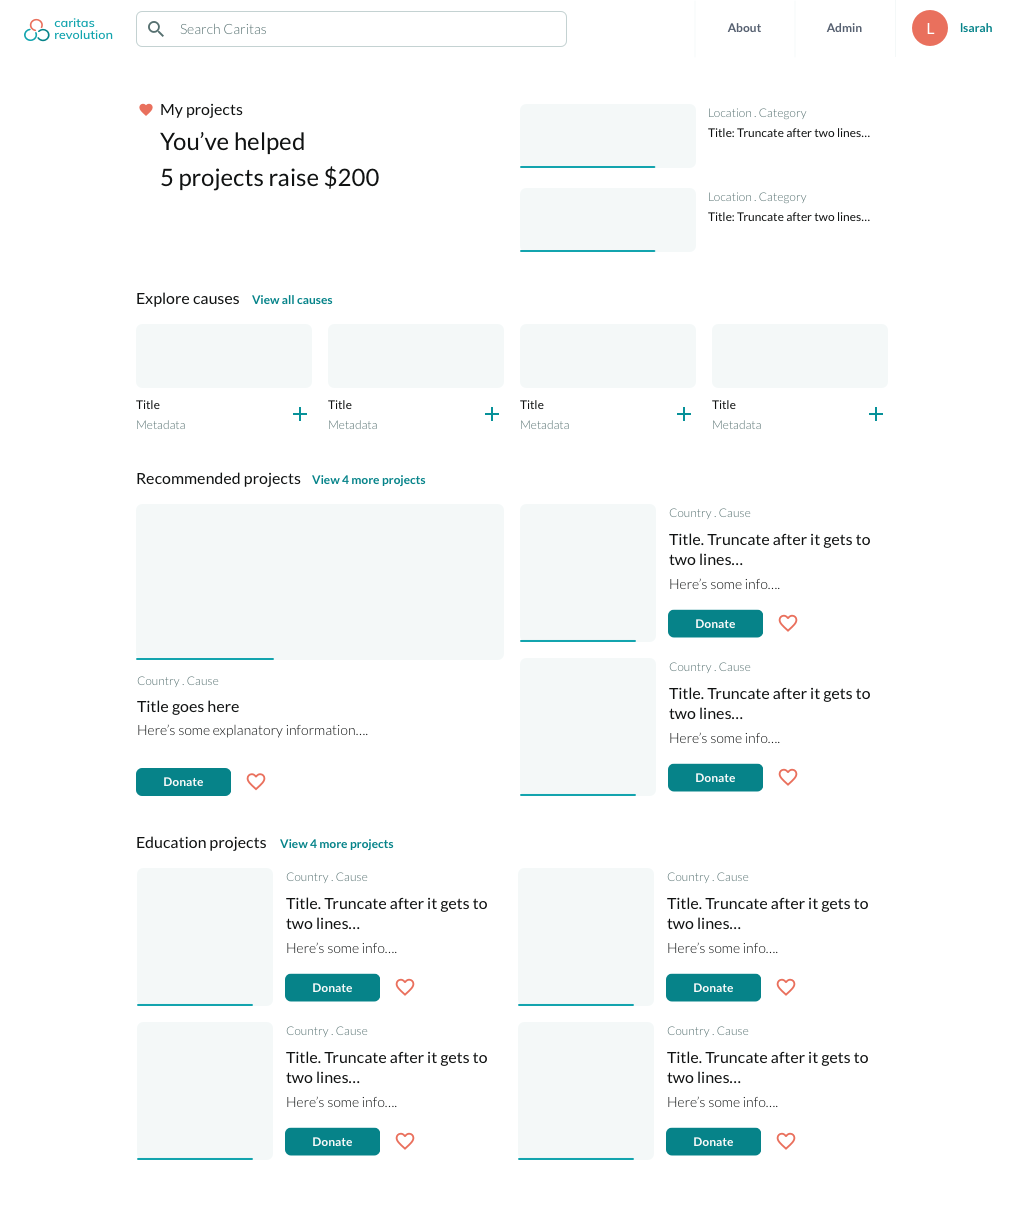 caritas
revolution
Search Caritas
About
Admin
L
lsarah
My projects
You’ve helped
5 projects raise $200
Location . Category
Title: Truncate after two lines...
Location . Category
Title: Truncate after two lines...
Explore causes
View all causes
Title
Metadata
Title
Metadata
Title
Metadata
Title
Metadata
Recommended projects
View 4 more projects
Country . Cause
Title goes here
Here’s some explanatory information....
Donate
Country . Cause
Title. Truncate after it gets to
two lines...
Here’s some info....
Donate
Country . Cause
Title. Truncate after it gets to
two lines...
Here’s some info....
Donate
Education projects
View 4 more projects
Country . Cause
Title. Truncate after it gets to
two lines...
Here’s some info....
Donate
Country . Cause
Title. Truncate after it gets to
two lines...
Here’s some info....
Donate
Country . Cause
Title. Truncate after it gets to
two lines...
Here’s some info....
Donate
Country . Cause
Title. Truncate after it gets to
two lines...
Here’s some info....
Donate